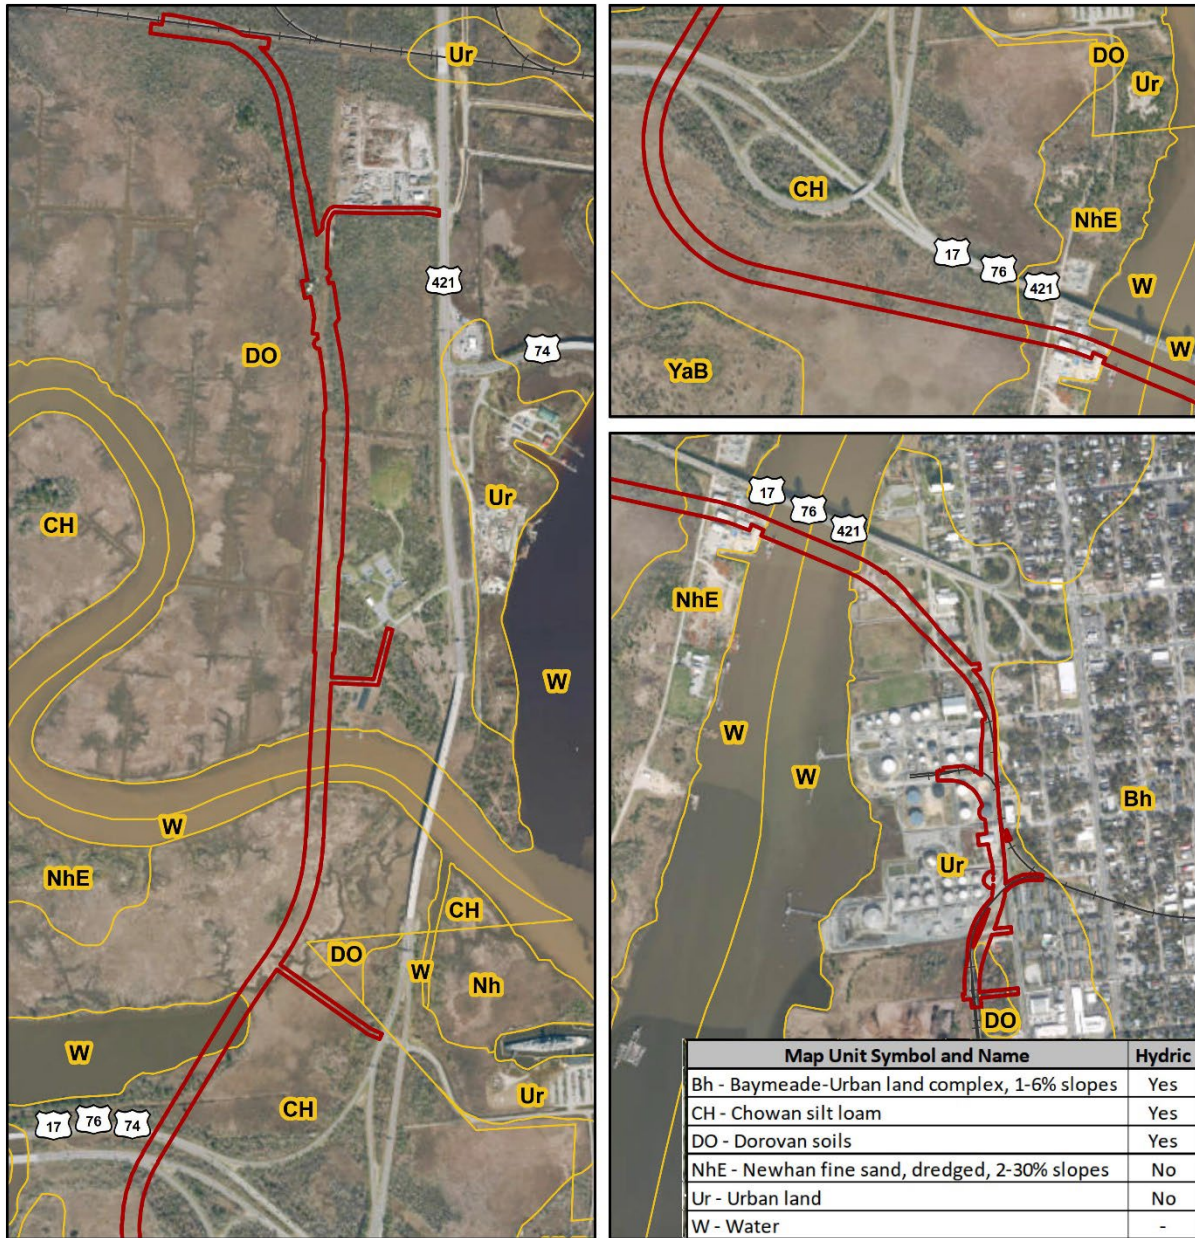 Ur
421
DO
74
CH
Ur
W
W
NhE
CH
DO
W
Nh
W
CH
Ur
17 76 74
DO
Ur
CH
NhE
17 76 421
W
W
YaB
17 76 421
NhE
W
W
Bh
Ur
DO
Map Unit Symbol and Name Hydric
Bh - Baymeade-Urban land complex, 1-6% slopes Yes
CH - Chowan silt loam Yes
DO - Dorovan soils Yes
NhE - Newhan fine sand, dredged, 2-30% slopes No
Ur - Urban land No
W - Water -